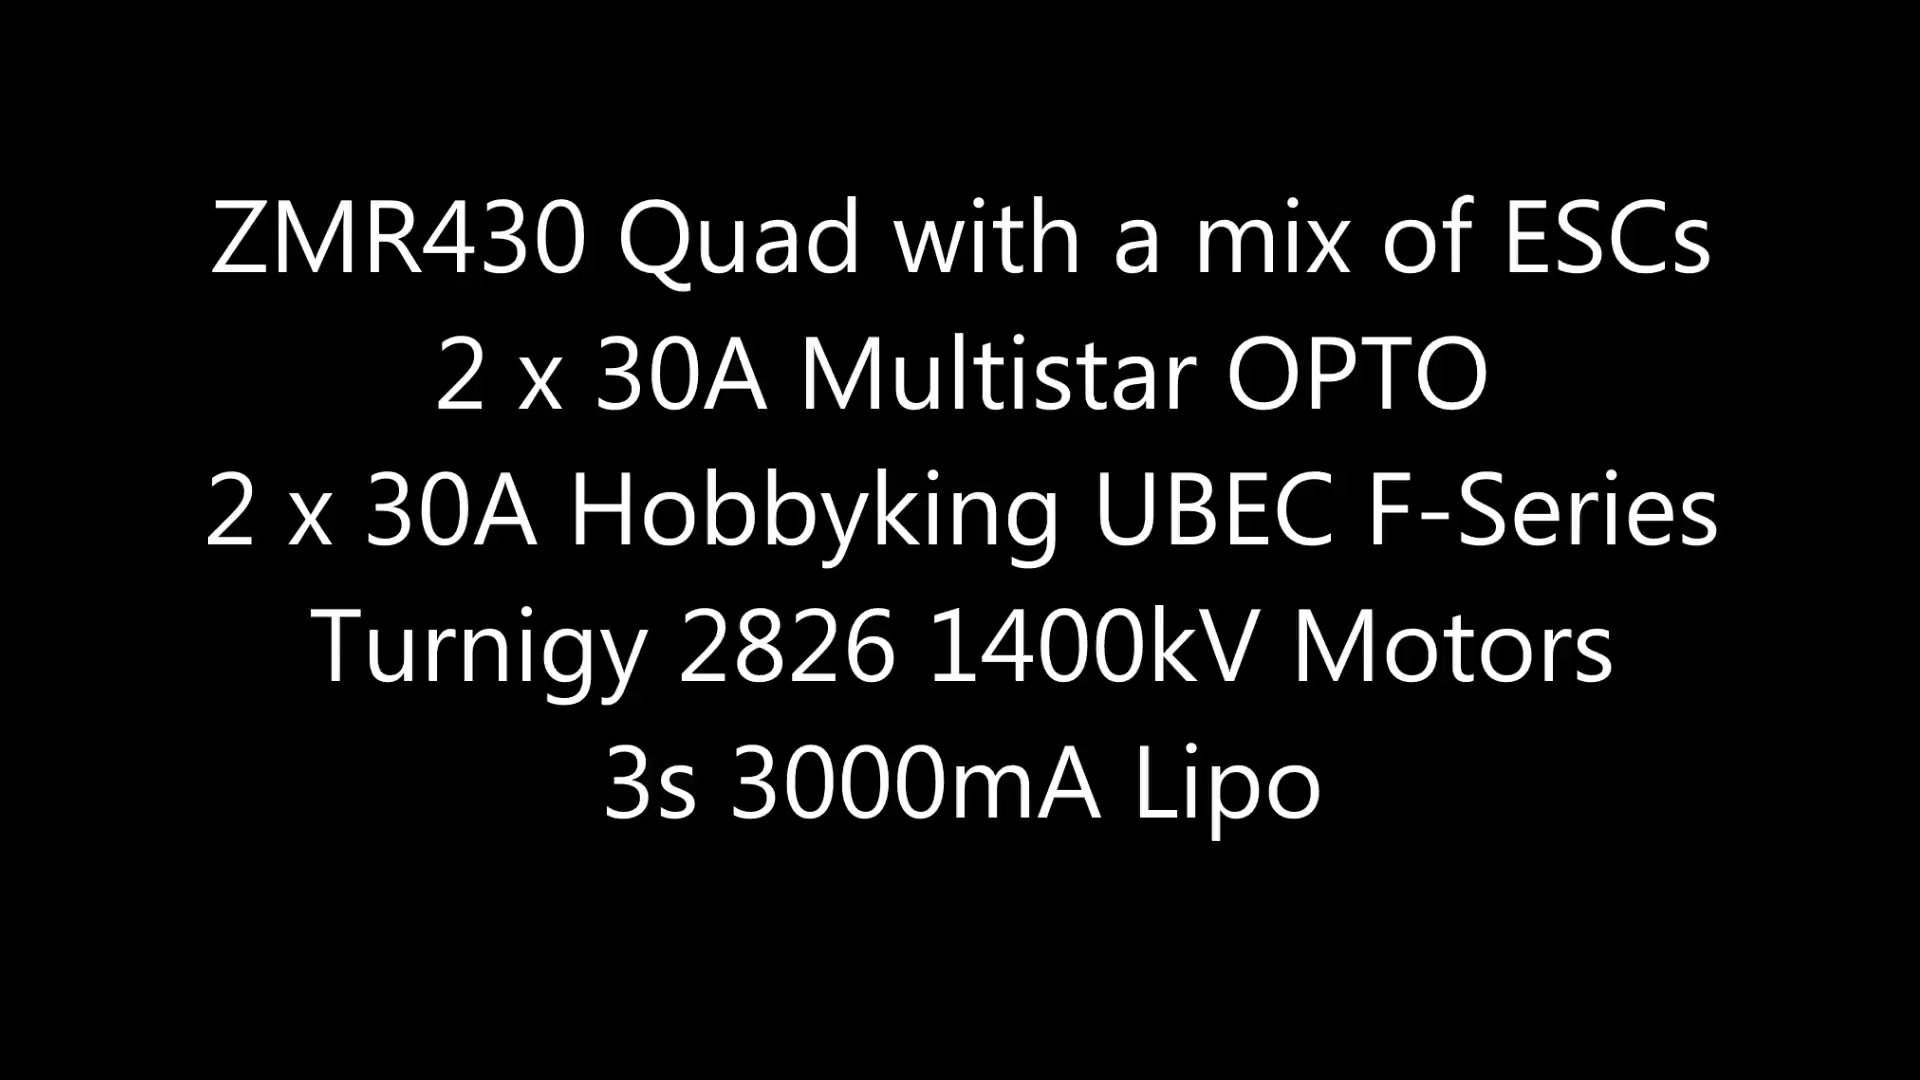 ZMR430 Quad with a mix of ESCs
2 x 30A Multistar OPTO
2 x 30A Hobbyking UBEC F-Series
Turnigy 2826 1400kV Motors
3s 3000mA Lipo